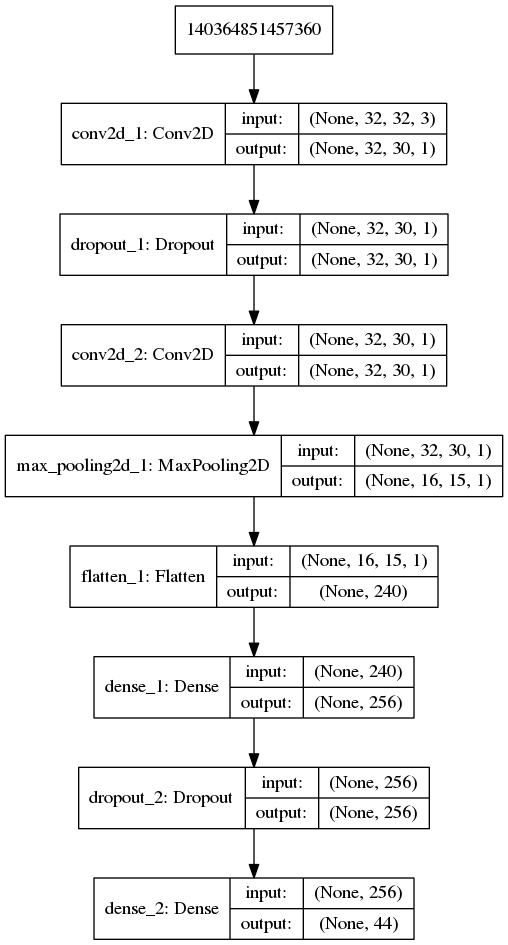 140364851457360
conv2d_1: Conv2D
input: (None, 32, 32, 3)
output: (None, 32, 30, 1)
dropout_1: Dropout
input: (None, 32, 30, 1)
output: (None, 32, 30, 1)
conv2d_2: Conv2D
input: (None, 32, 30, 1)
output: (None, 32, 30, 1)
max_pooling2d_1: MaxPooling2D
input: (None, 32, 30, 1)
output: (None, 16, 15, 1)
flatten_1: Flatten
input: (None, 16, 15, 1)
output: (None, 240)
dense_1: Dense
input: (None, 240)
output: (None, 256)
dropout_2: Dropout
input: (None, 256)
output: (None, 256)
dense_2: Dense
input: (None, 256)
output: (None, 44)